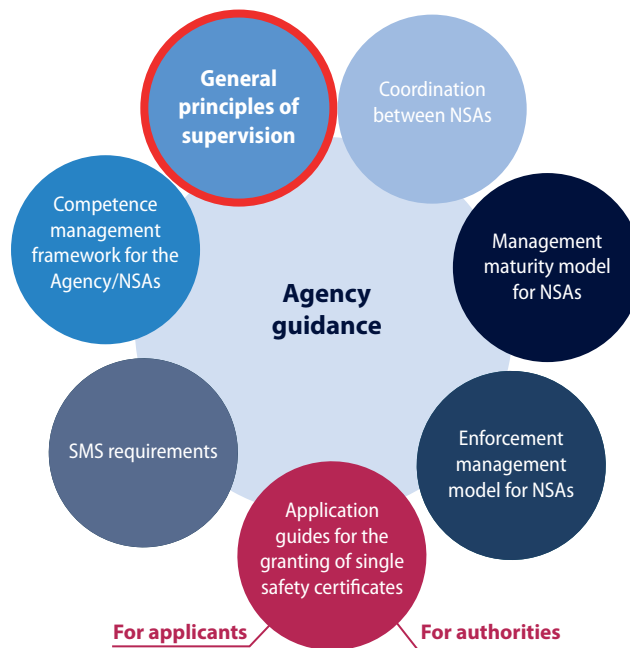 General
principles of
supervision
Coordination
between NSAs
Competence
management
framework for the
Agency/NSAs
Management
maturity model
for NSAs
Agency
guidance
SMS requirements
Enforcement
management
model for NSAs
Application
guides for the
granting of single
safety certificates
For applicants
For authorities